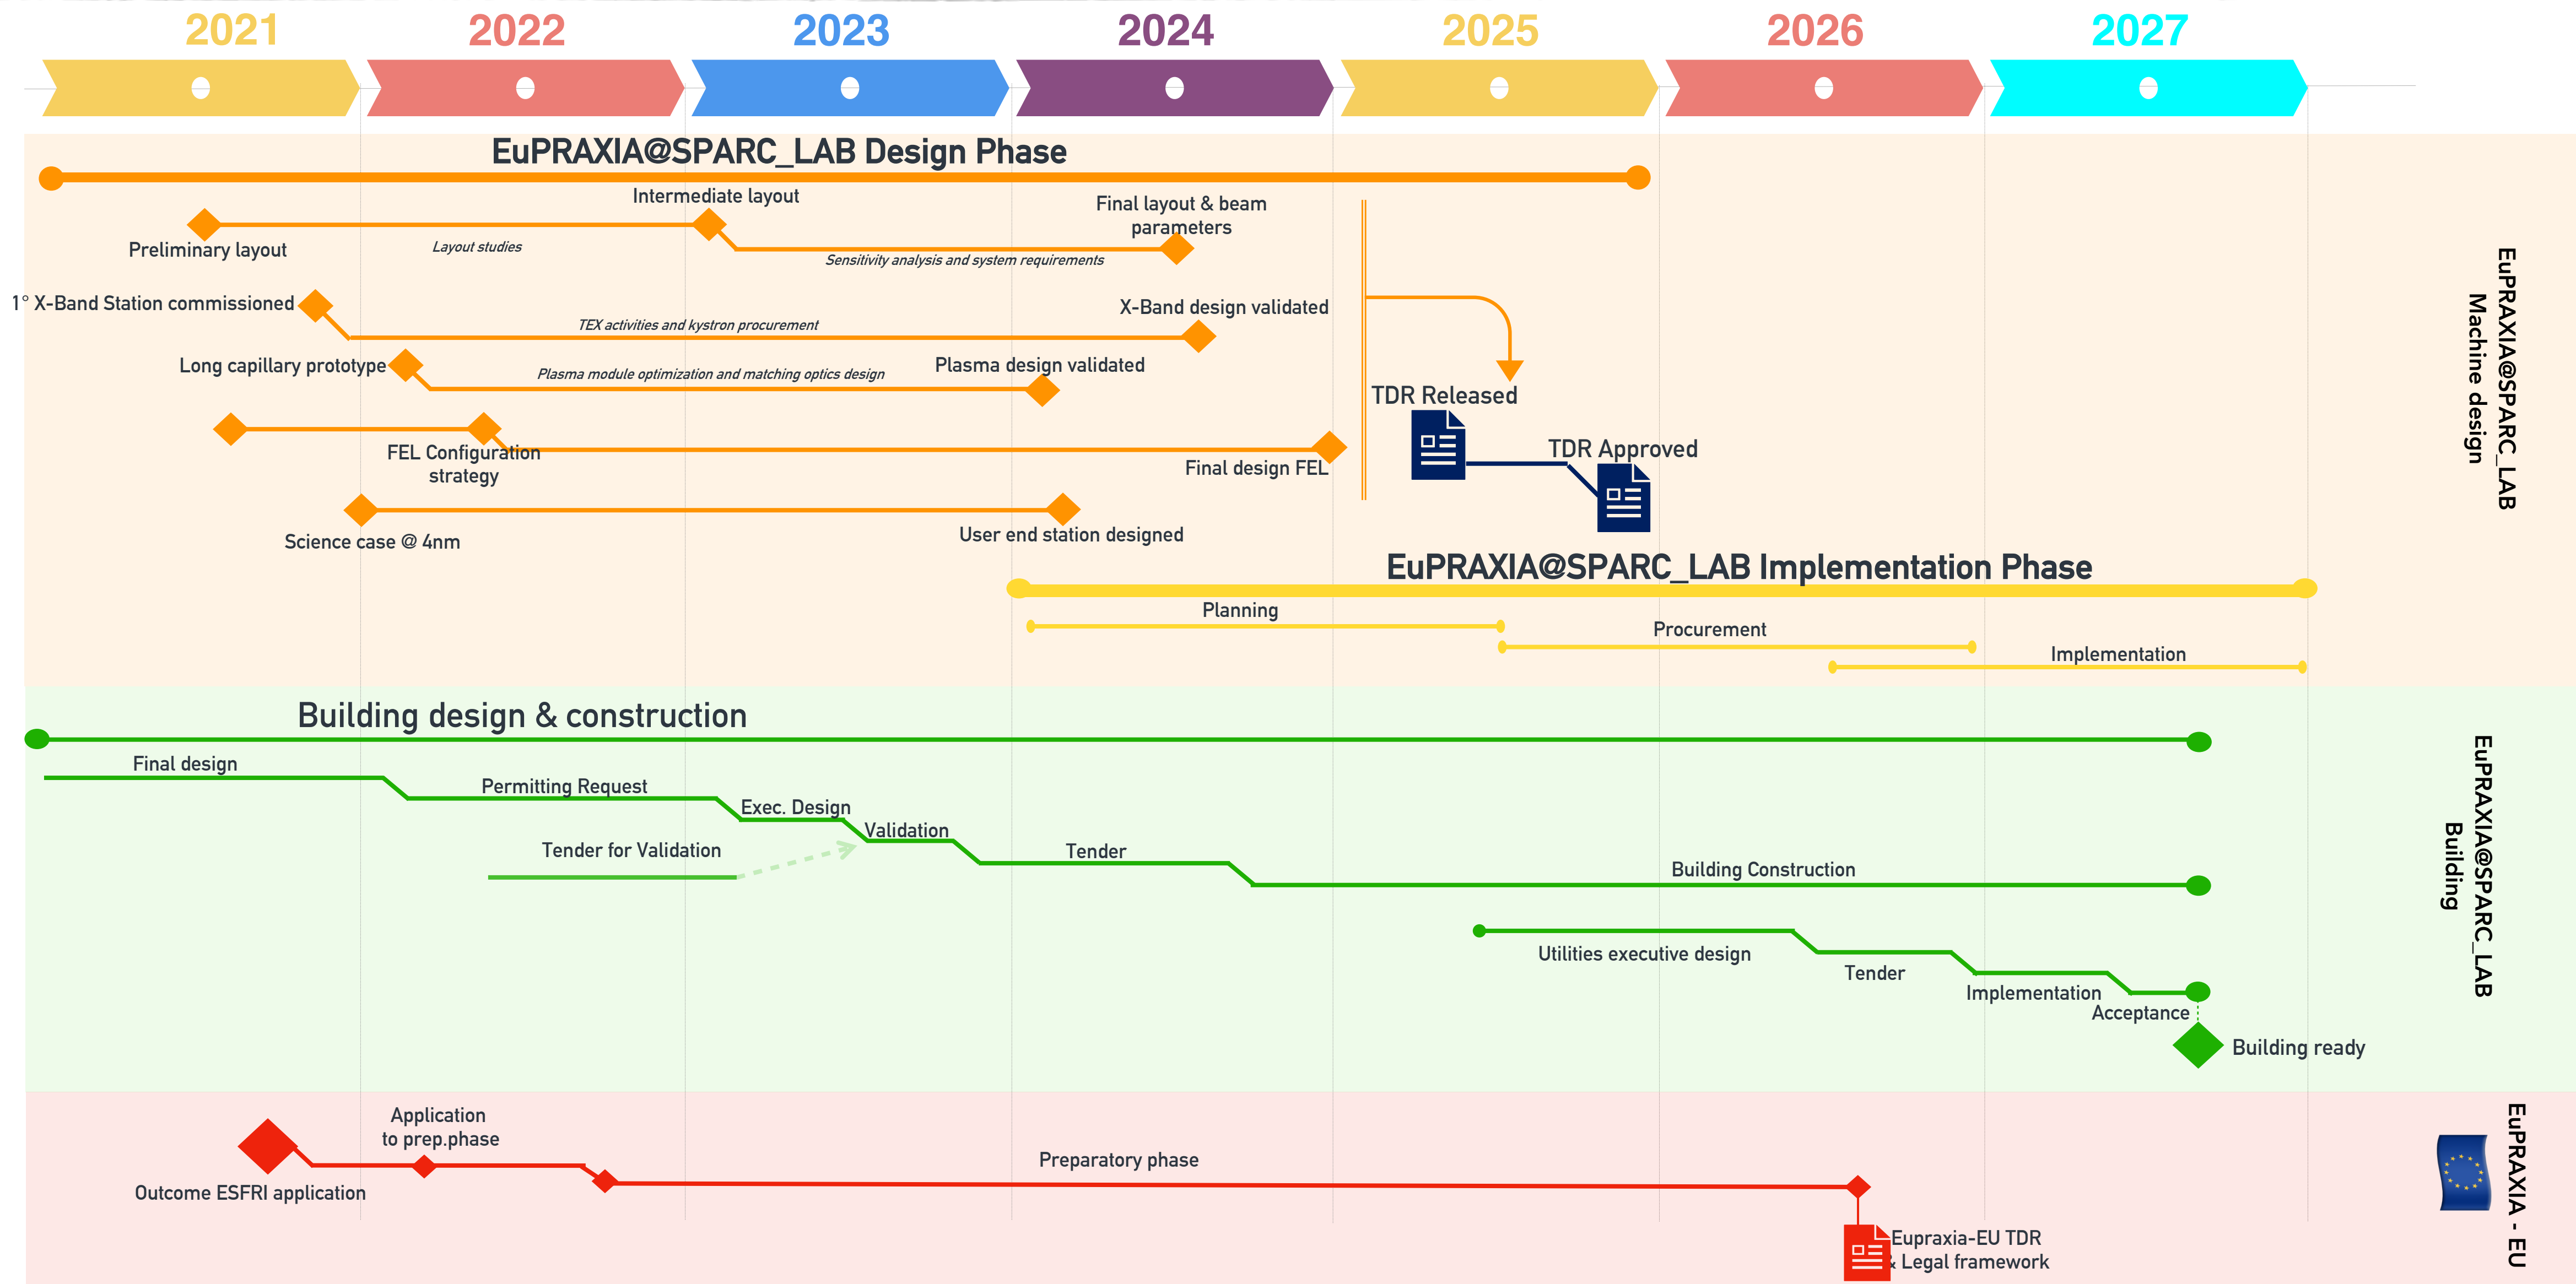 2021
2022
2023
2024
2025
2026
2027
EuPRAXIA@SPARC_LAB Design Phase
Intermediate layout
Final layout & beam
parameters
Preliminary layout
Layout studies
Sensitivity analysis and system requirements
1° X-Band Station commissioned
X-Band design validated
TEX activities and kystron procurement
Long capillary prototype
Plasma module optimization and matching optics design
Plasma design validated
TDR Released
FEL Configuration
strategy
Final design FEL
TDR Approved
Science case @ 4nm
User end station designed
EuPRAXIA@SPARC_LAB
Machine design
EuPRAXIA@SPARC_LAB Implementation Phase
Planning
Procurement
Implementation
Building design & construction
Final design
Permitting Request
Exec. Design
Validation
Tender for Validation
Tender
Building Construction
Utilities executive design
Tender
Implementation
Acceptance
Building ready
EuPRAXIA@SPARC_LAB
Building
Application
to prep.phase
Outcome ESFRI application
Preparatory phase
Eupraxia-EU TDR
& Legal framework
EuPRAXIA - EU